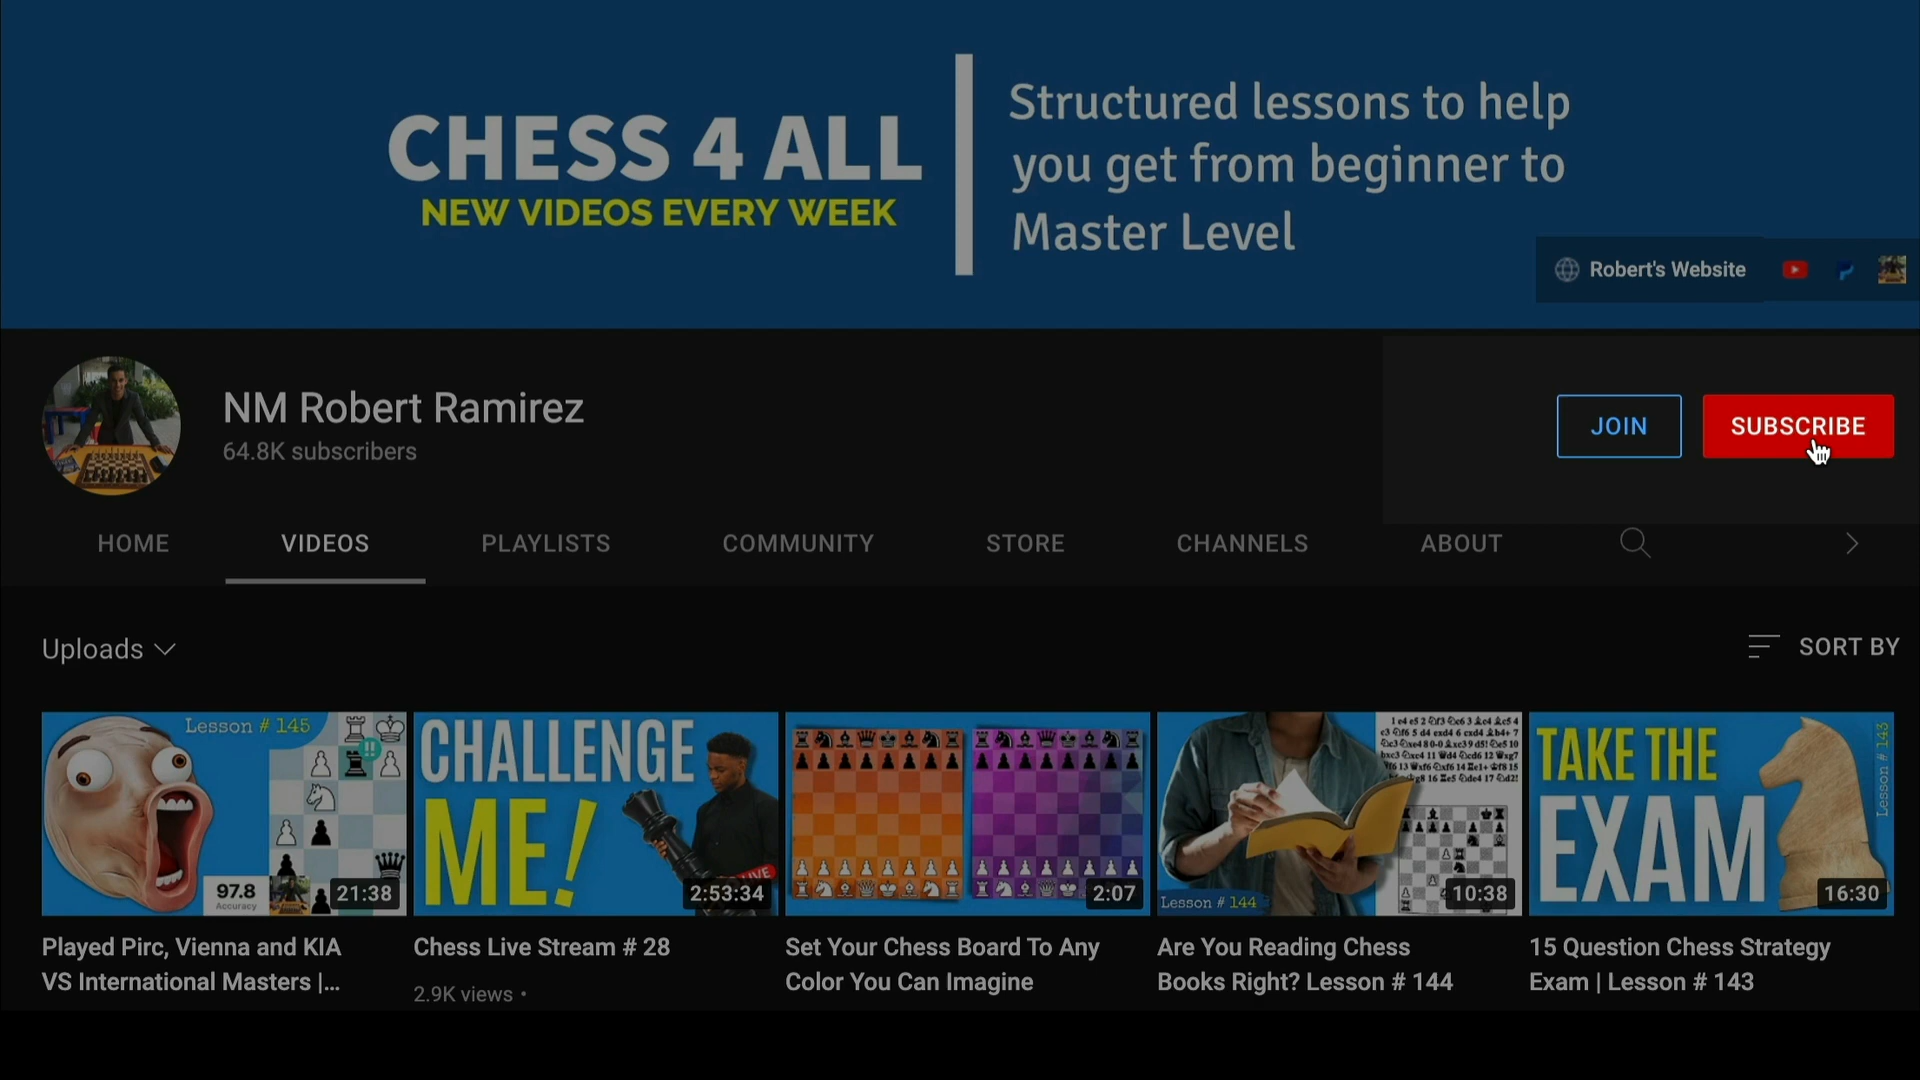 CHESS 4 ALL
NEW VIDEOS EVERY WEEK
Structured lessons to help
you get from beginner to
Master Level
Robert's Website
NM Robert Ramirez
64.8K subscribers
JOIN
SUBSCRIBE
HOME
VIDEOS
PLAYLISTS
COMMUNITY
STORE
CHANNELS
ABOUT
Uploads
SORT BY
Lesson # 145
!!
97.8
Accuracy
21:38
CHALLENGE
ME!
LIVE
2:53:34
2:07
Lesson # 144
10:38
TAKE THE
EXAM
Lesson # 143
16:30
Played Pirc, Vienna and KIA
VS International Masters |...
Chess Live Stream # 28
2.9K views •
Set Your Chess Board To Any
Color You Can Imagine
Are You Reading Chess
Books Right? Lesson # 144
15 Question Chess Strategy
Exam | Lesson # 143